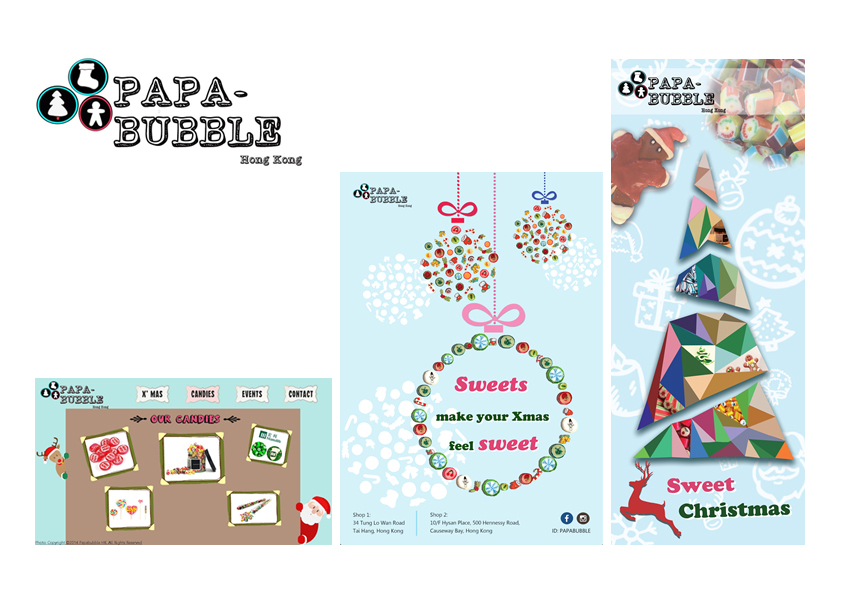 PAPA-
BUBBLE
Hong Kong
PAPA-
BUBBLE
Hong Kong
X' MAS
CANDIES
EVENTS
CONTACT
OUR CANDIES
PAPA-
BUBBLE
Hong Kong
Sweets
make your Xmas
feel sweet
Shop 1:
34 Tung Lo Wan Road
Tai Hang, Hong Kong
Shop 2:
10/F Hysan Place, 500 Hennessy Road,
Causeway Bay, Hong Kong
ID: PAPABUBBLE
PAPA-
BUBBLE
Hong Kong
Sweet
Christmas